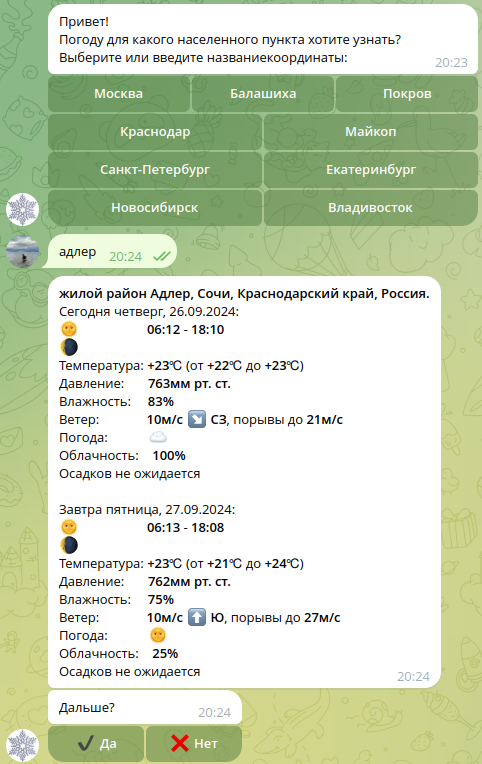 Привет!
Погоду для какого населенного пункта хотите узнать?
Выберите или введите названиекоординаты:
20:23
Москва Балашиха Покров
Краснодар Майкоп
Санкт-Петербург Екатеринбург
Новосибирск Владивосток
адлер 20:24
жилой район Адлер, Сочи, Краснодарский край, Россия.
Сегодня четверг, 26.09.2024:
🌞 06:12 - 18:10
🌘
Температура: +23℃ (от +22℃ до +23℃)
Давление: 763мм рт. ст.
Влажность: 83%
Ветер: 10м/с ↘️ СЗ, порывы до 21м/с
Погода: ☁️
Облачность: 100%
Осадков не ожидается
Завтра пятница, 27.09.2024:
🌞 06:13 - 18:08
🌘
Температура: +23℃ (от +21℃ до +24℃)
Давление: 762мм рт. ст.
Влажность: 75%
Ветер: 10м/с ⬆️ Ю, порывы до 27м/с
Погода: 🌞
Облачность: 25%
Осадков не ожидается
20:24
Дальше? 20:24
✔️ Да ❌ Нет